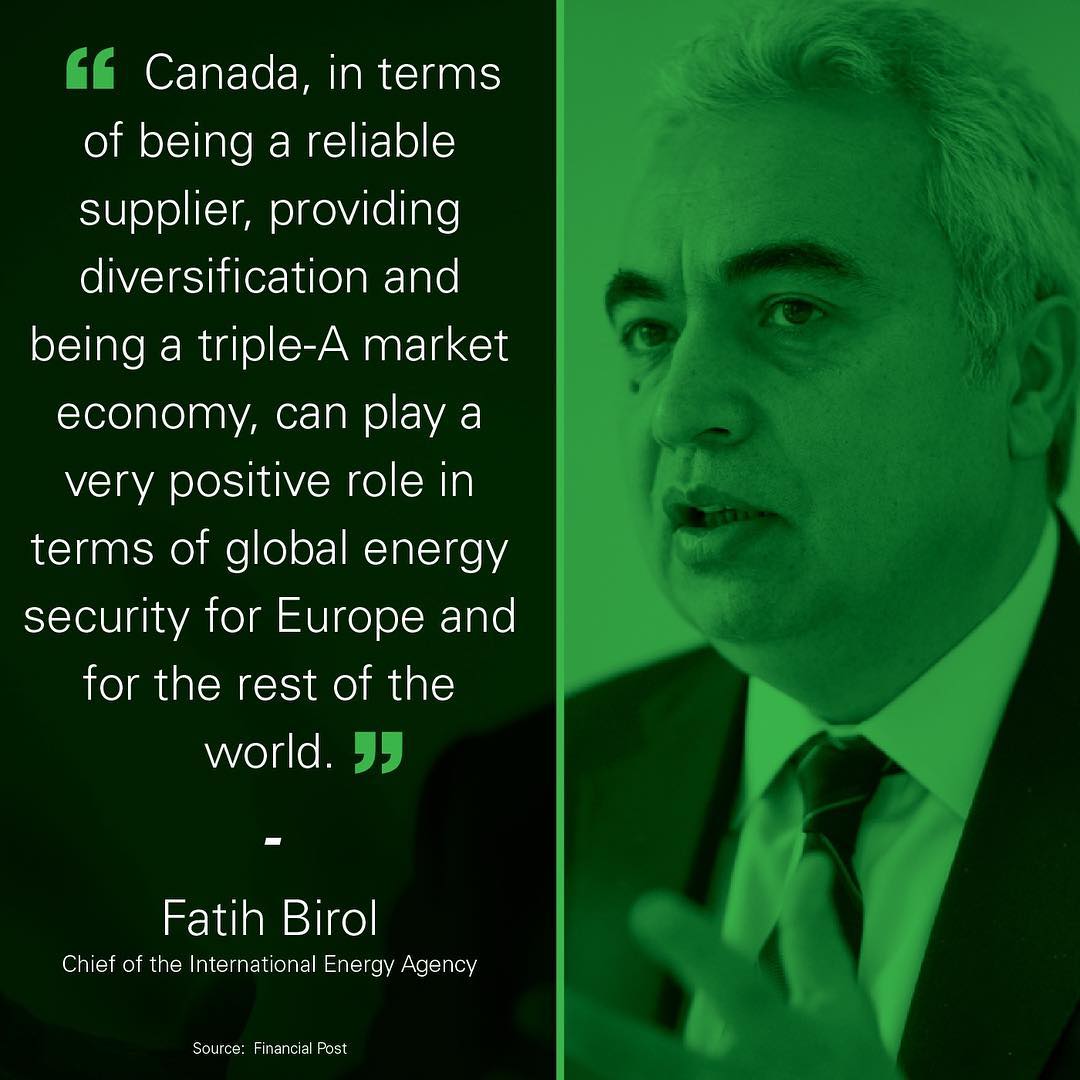 “ Canada, in terms
of being a reliable
supplier, providing
diversification and
being a triple-A market
economy, can play a
very positive role in
terms of global energy
security for Europe and
for the rest of the
world. ”
-
Fatih Birol
Chief of the International Energy Agency
Source: Financial Post